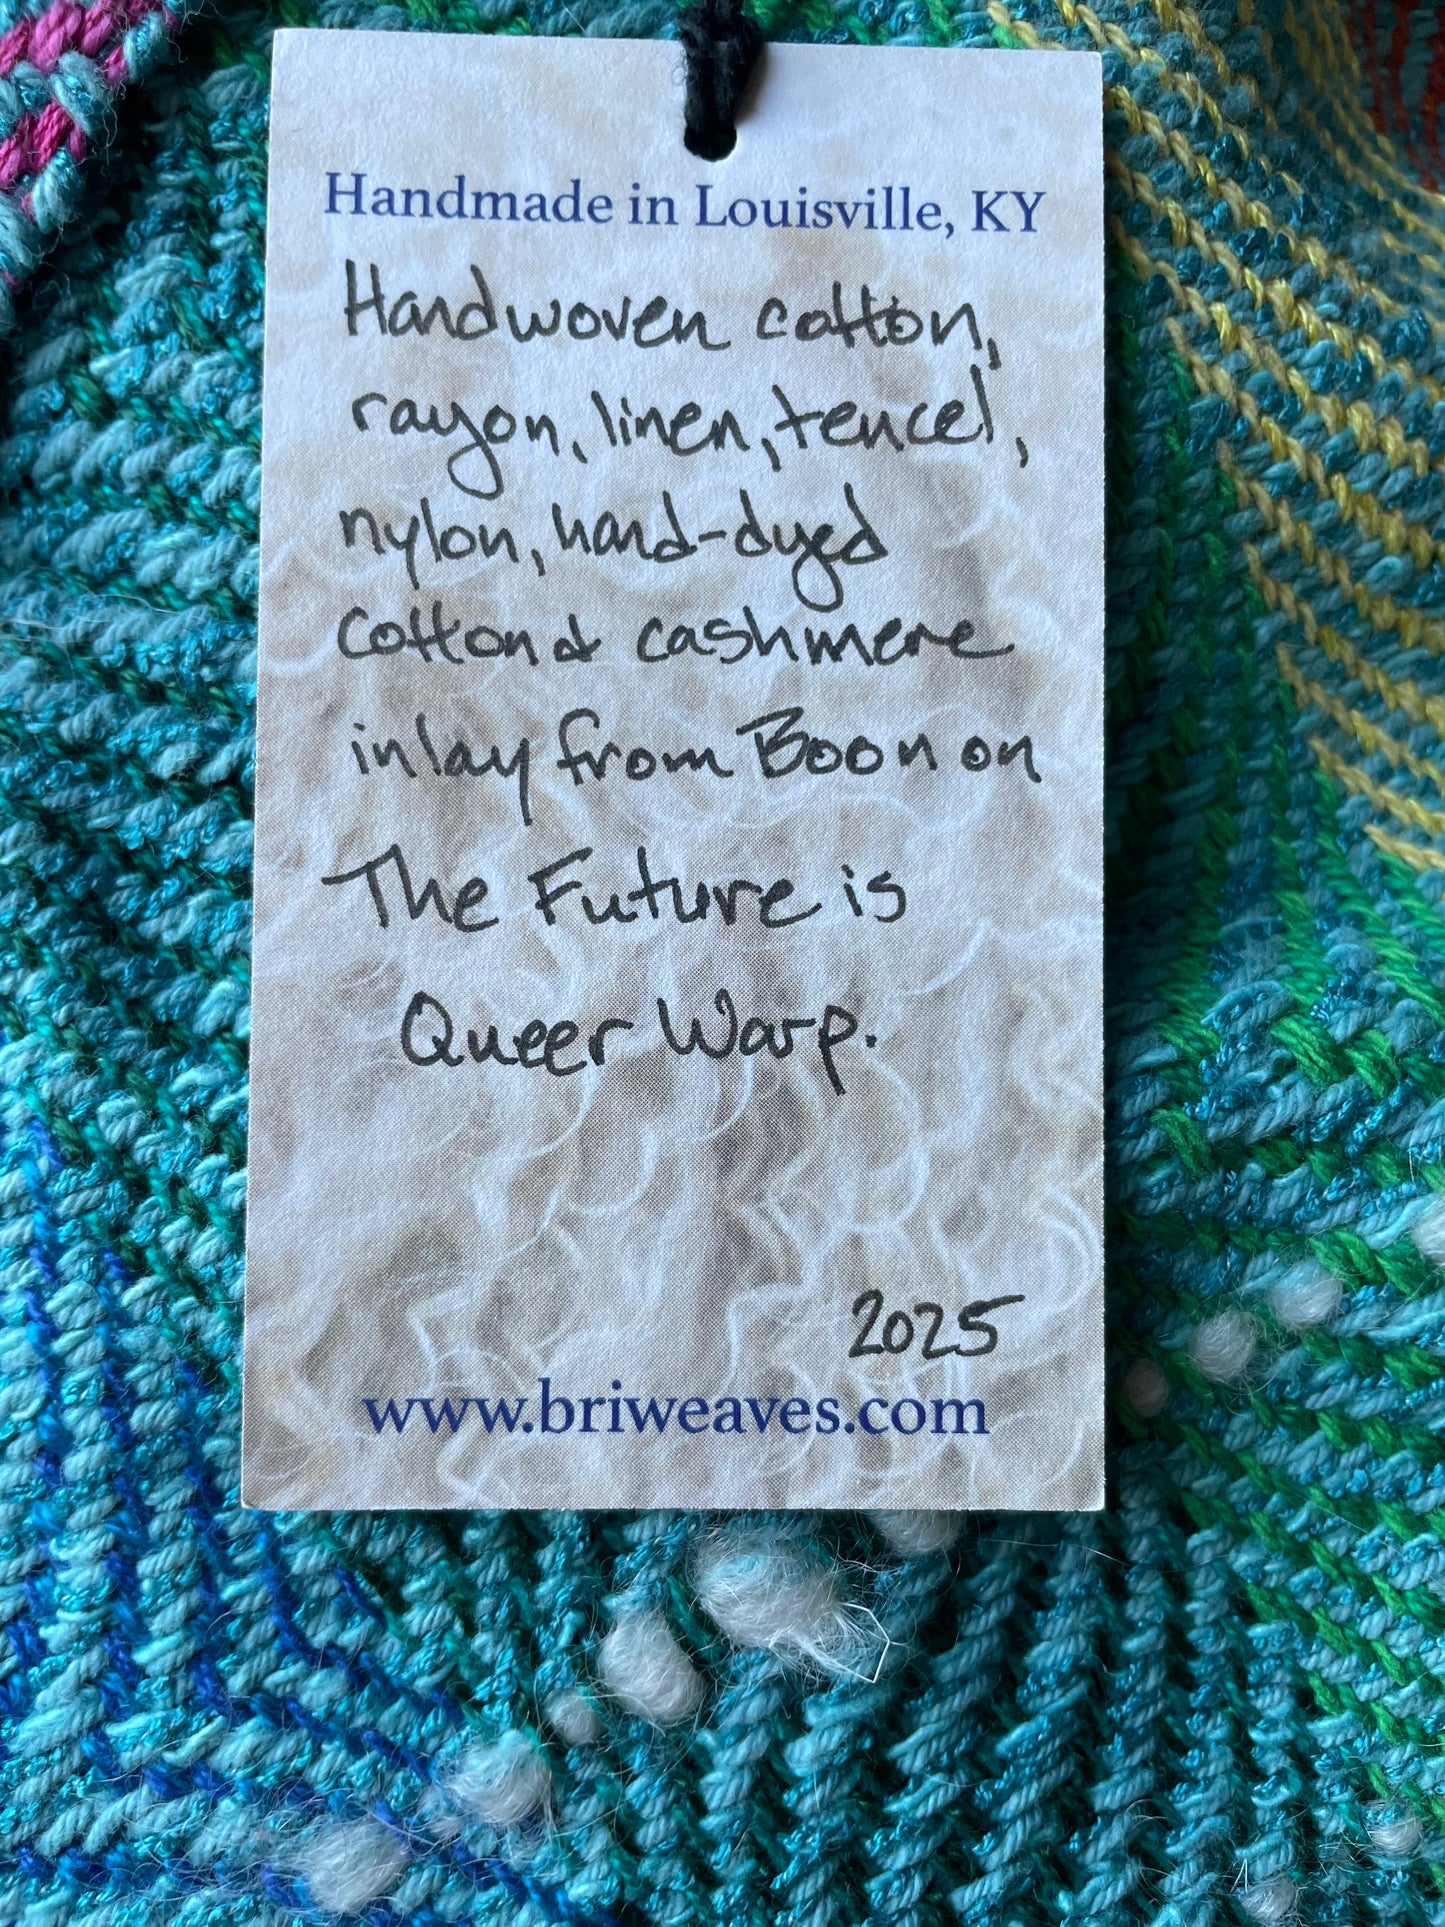 Handmade in Louisville, KY
Handwoven cotton,
rayon, linen, tencel,
nylon, hand-dyed
cotton & cashmere
inlay from Boon on
The Future is
Queer Warp.
2025
www.briweaves.com